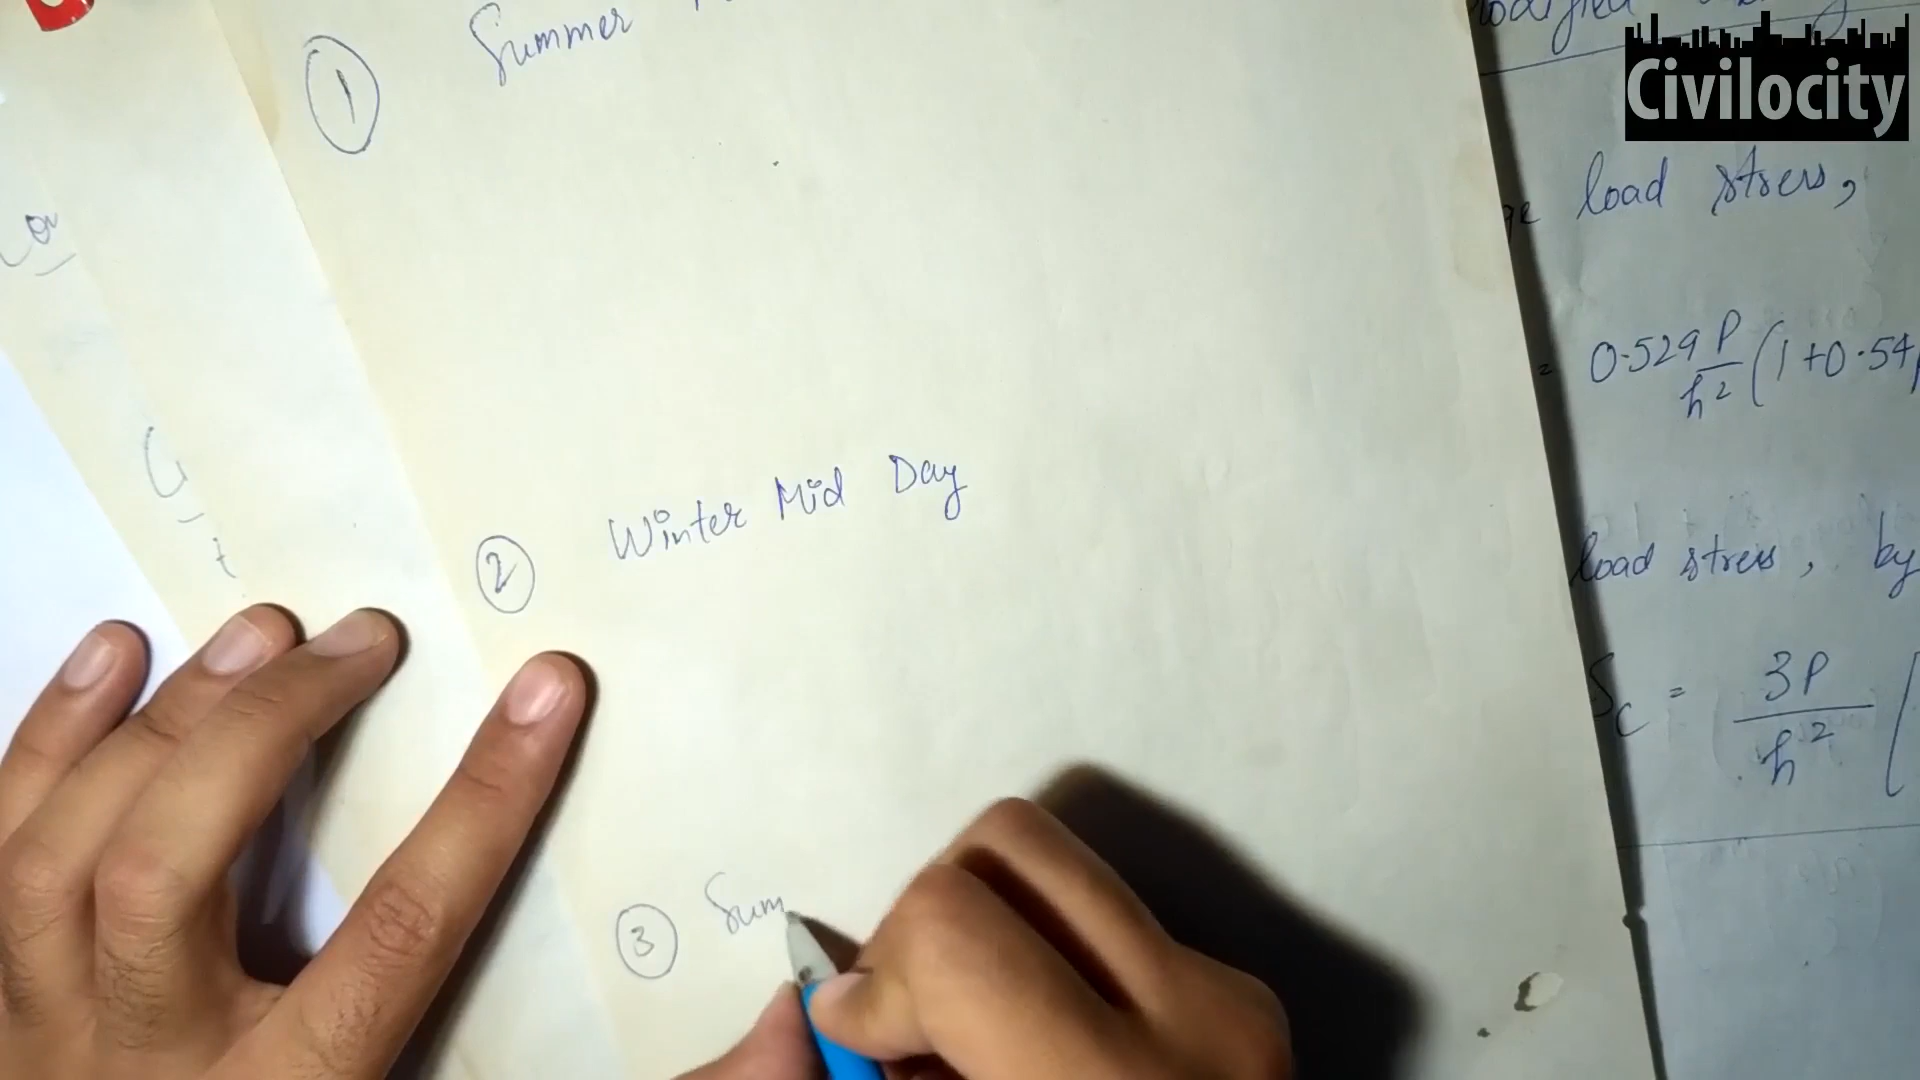 ① Summer
② Winter Mid Day
③ Sum
Civilocity
load stress,
= 0.529 P/h² (1+0.54
load stress, by
Sc = 3P/h² [